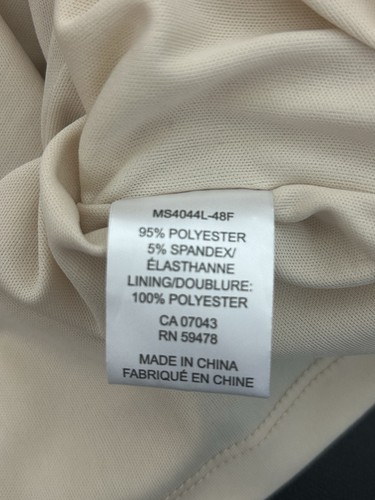 MS4044L-48F
95% POLYESTER
5% SPANDEX/
ÉLASTHANNE
LINING/DOUBLURE:
100% POLYESTER
CA 07043
RN 59478
MADE IN CHINA
FABRIQUÉ EN CHINE